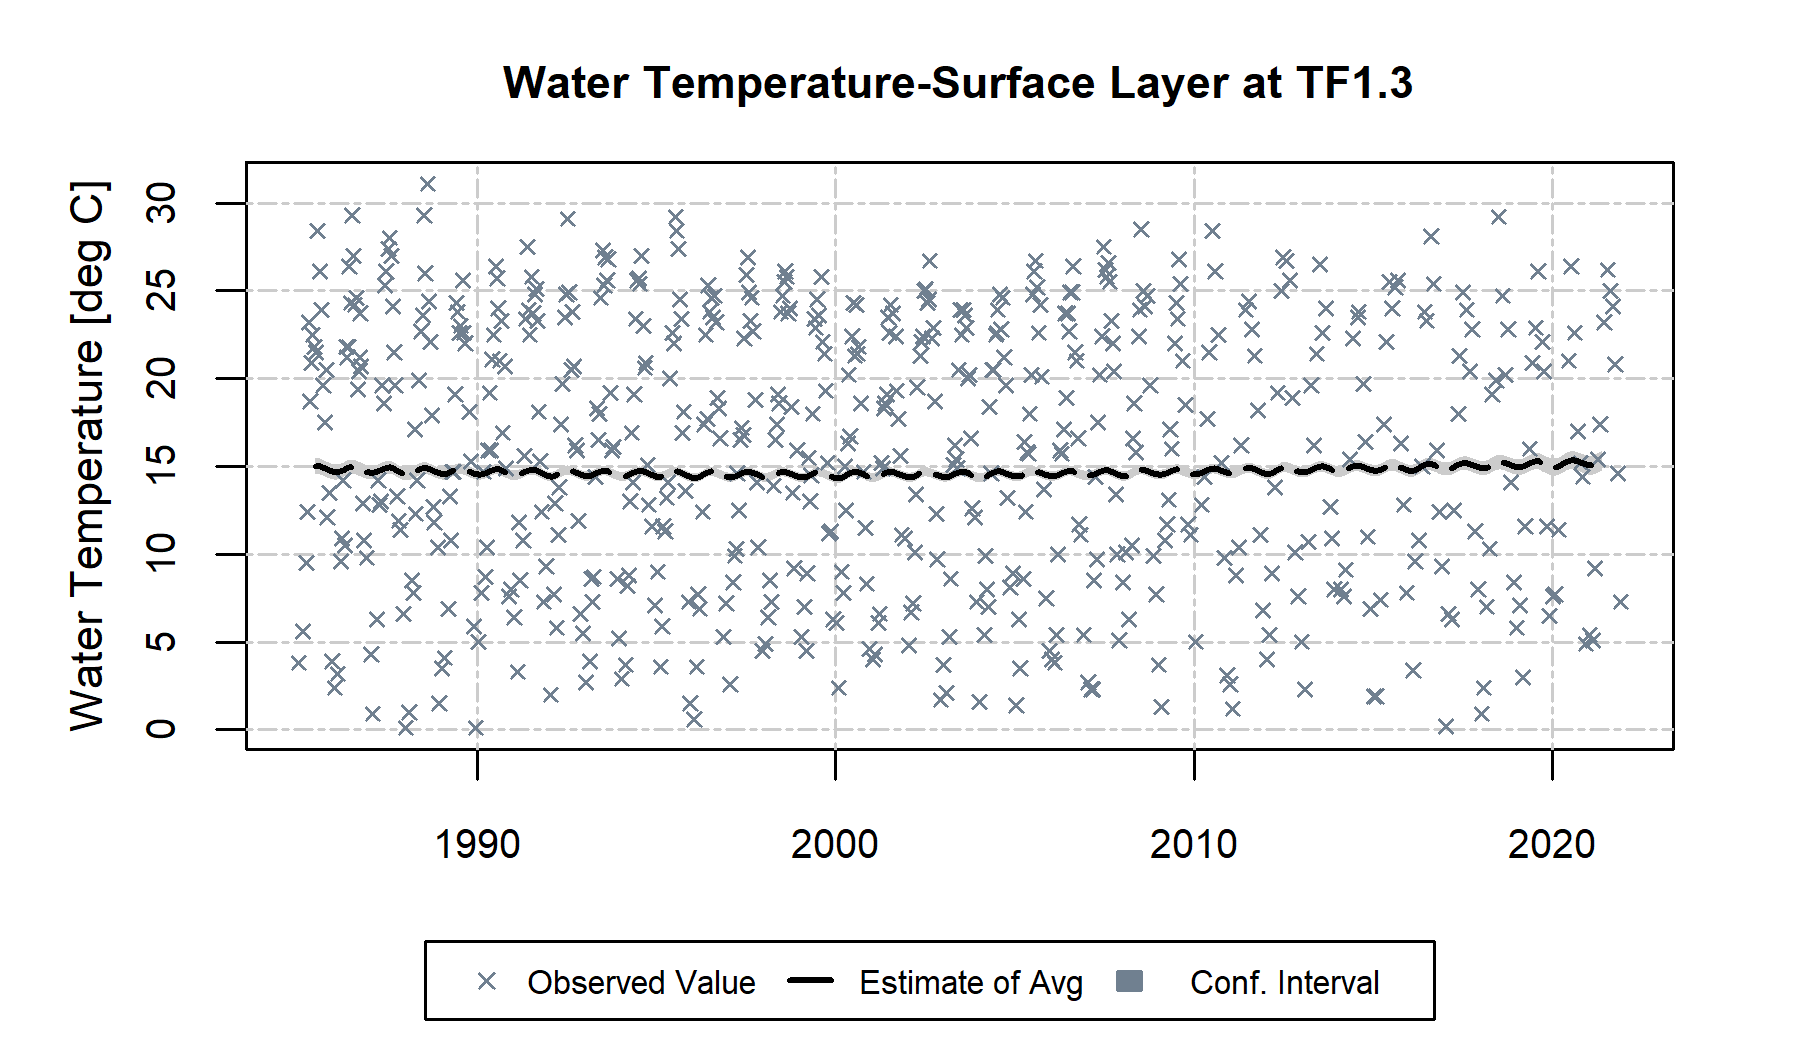 Water Temperature-Surface Layer at TF1.3
Water Temperature [deg C]
30
25
20
15
10
5
0
1990 2000 2010 2020
Observed Value Estimate of Avg Conf. Interval